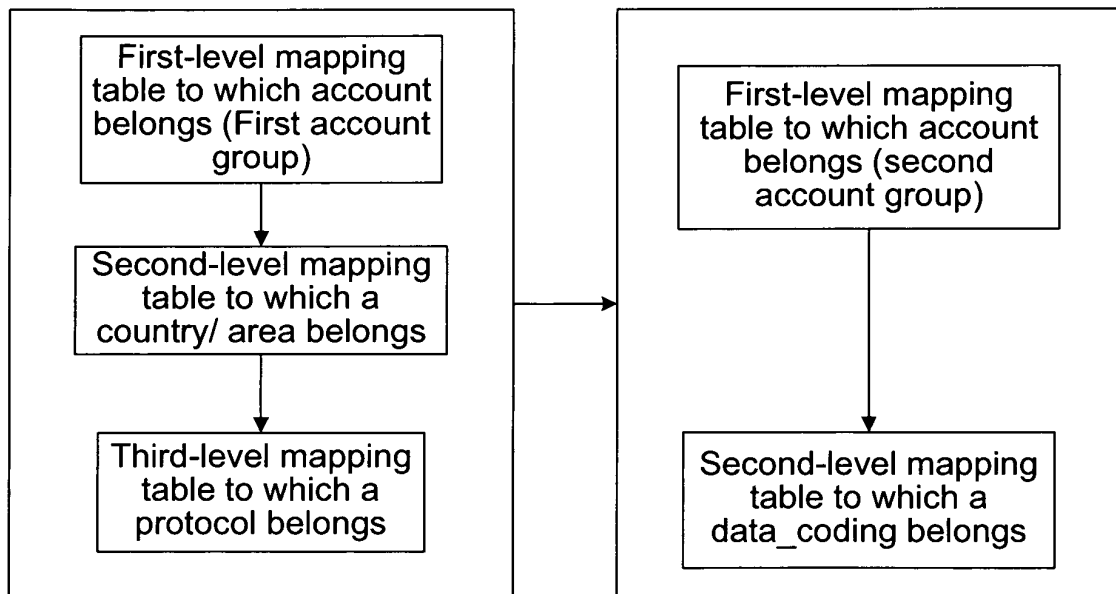 First-level mapping
table to which account
belongs (First account
group)
Second-level mapping
table to which a
country/ area belongs
Third-level mapping
table to which a
protocol belongs
First-level mapping
table to which account
belongs (second
account group)
Second-level mapping
table to which a
data_coding belongs